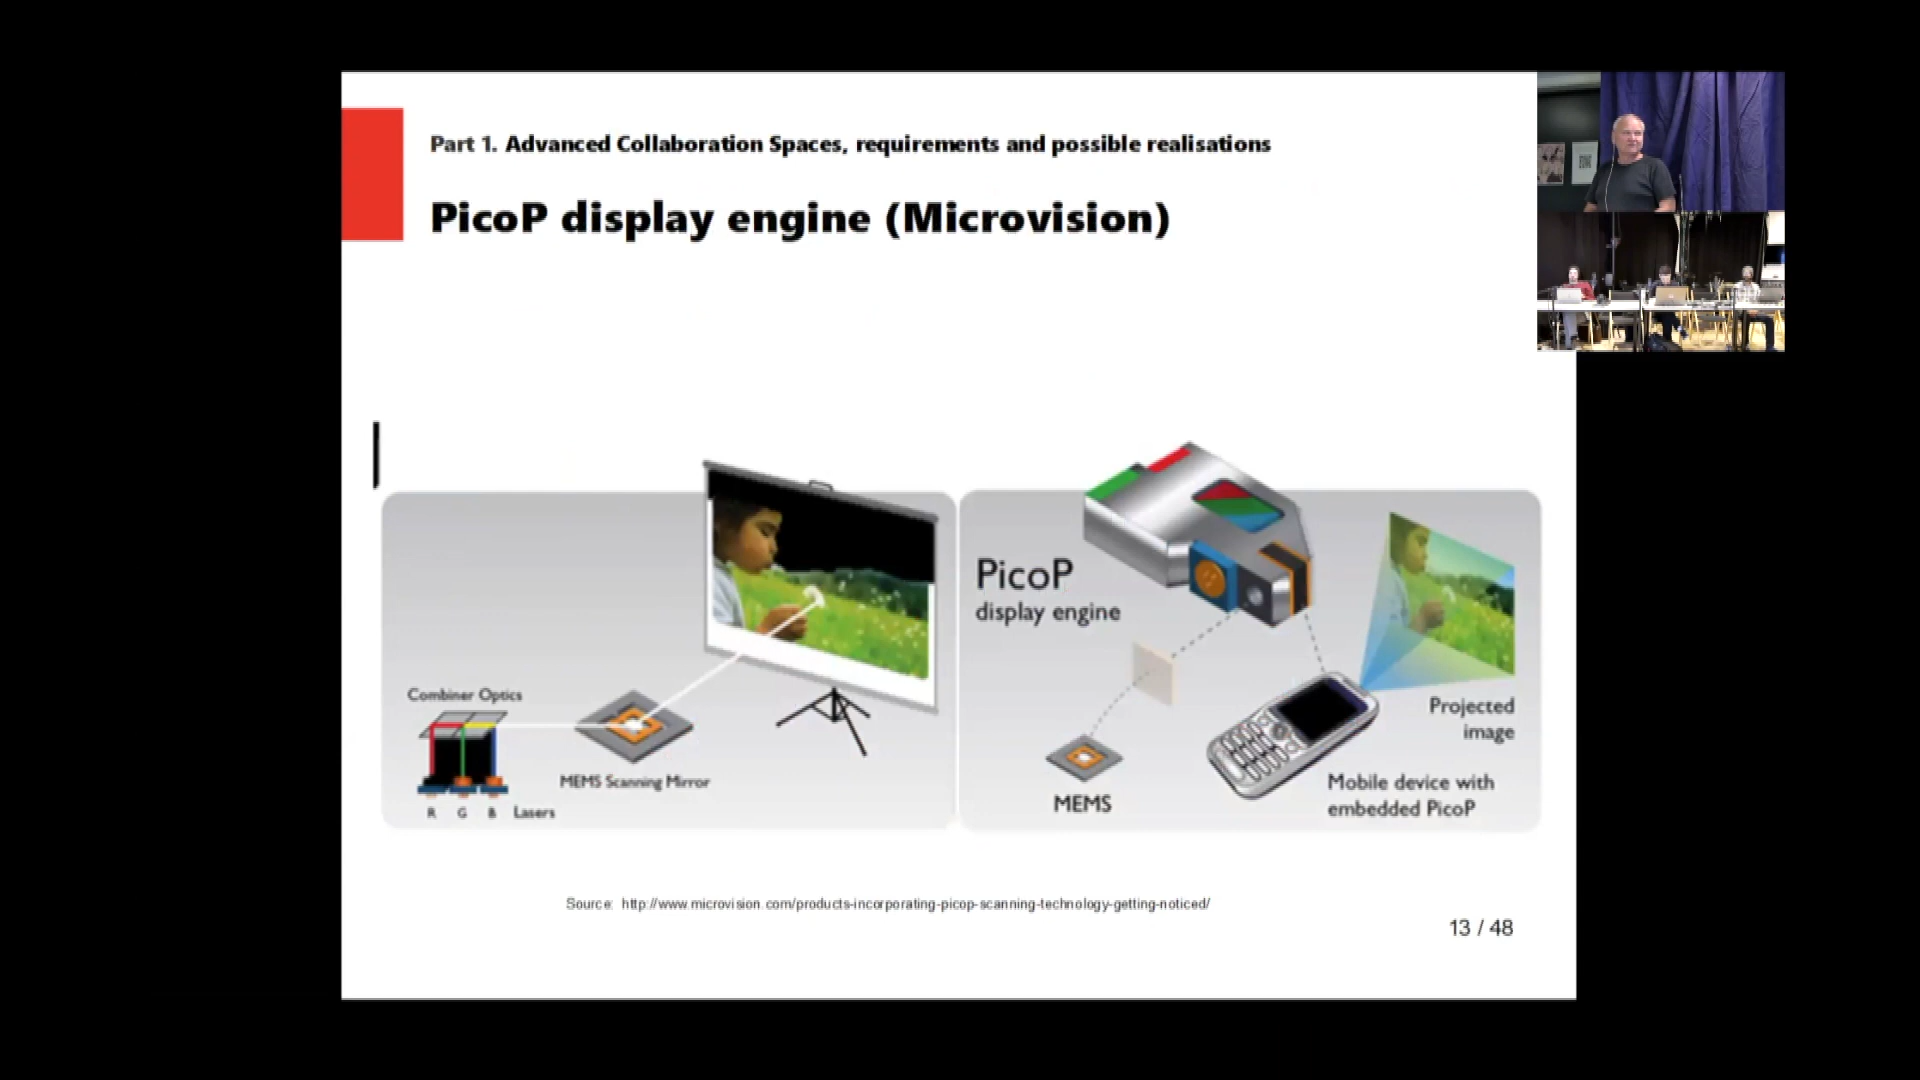 Part 1. Advanced Collaboration Spaces, requirements and possible realisations
PicoP display engine (Microvision)
Combiner Optics
MEMS Scanning Mirror
R G B Lasers
PicoP
display engine
MEMS
Projected
image
Mobile device with
embedded PicoP
Source: http://www.microvision.com/products-incorporating-picop-scanning-technology-getting-noticed/
13 / 48